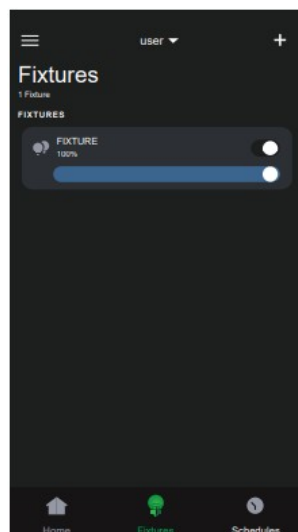 user
+
Fixtures
1 Fixture
FIXTURES
FIXTURE
100%
Home
Fixtures
Schedules